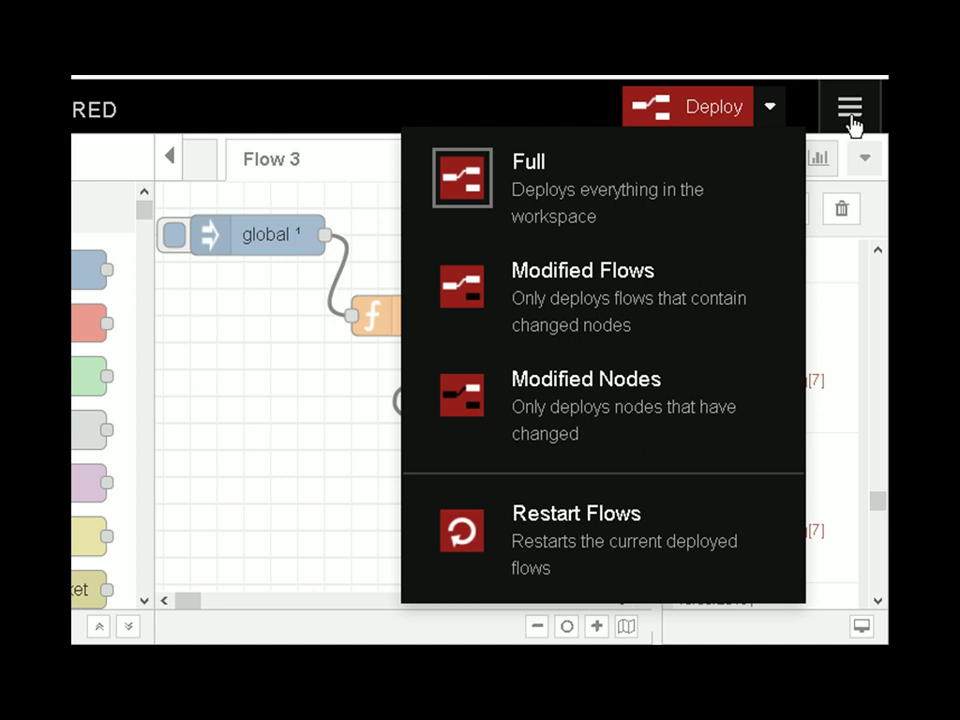 RED
Deploy
Flow 3
Full
Deploys everything in the
workspace
global ¹
Modified Flows
Only deploys flows that contain
changed nodes
Modified Nodes
[7]
Only deploys nodes that have
changed
Restart Flows
[7]
Restarts the current deployed
flows
ket